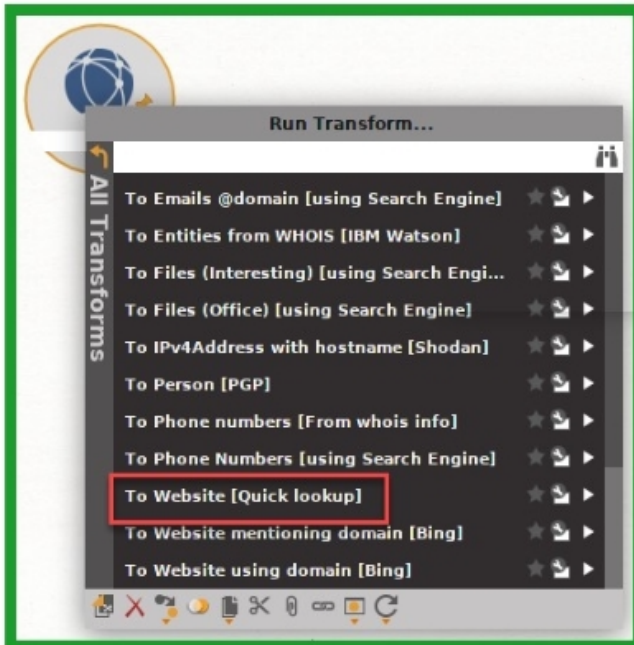 Run Transform...
All Transforms
To Emails @domain [using Search Engine]
To Entities from WHOIS [IBM Watson]
To Files (Interesting) [using Search Engi...
To Files (Office) [using Search Engine]
To IPv4Address with hostname [Shodan]
To Person [PGP]
To Phone numbers [From whois info]
To Phone Numbers [using Search Engine]
To Website [Quick lookup]
To Website mentioning domain [Bing]
To Website using domain [Bing]